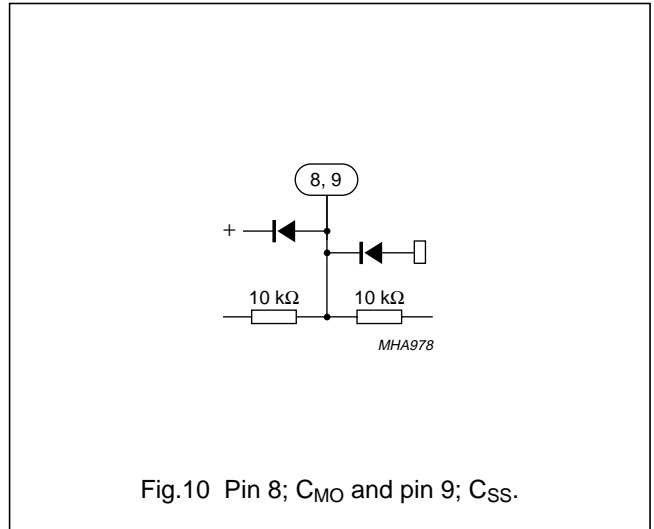 8, 9
+
10 kΩ 10 kΩ
MHA978
Fig.10 Pin 8; CMO and pin 9; CSS.